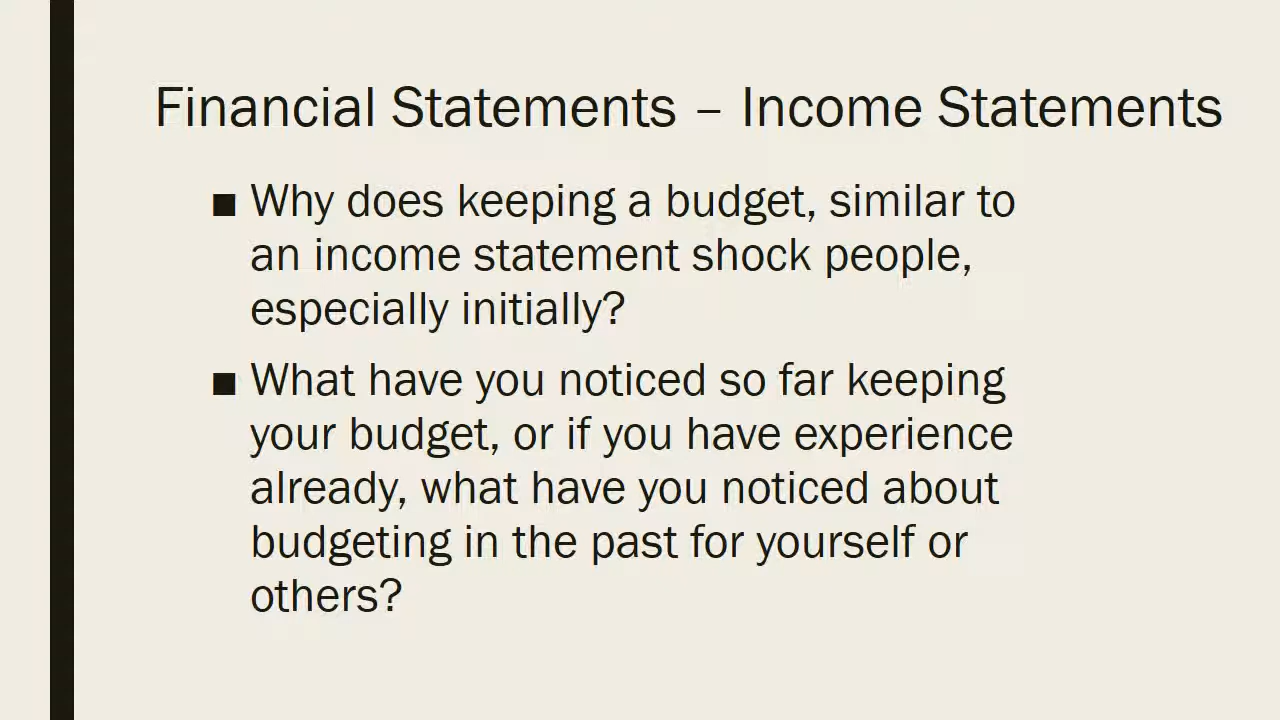 Financial Statements – Income Statements
■ Why does keeping a budget, similar to
an income statement shock people,
especially initially?
■ What have you noticed so far keeping
your budget, or if you have experience
already, what have you noticed about
budgeting in the past for yourself or
others?